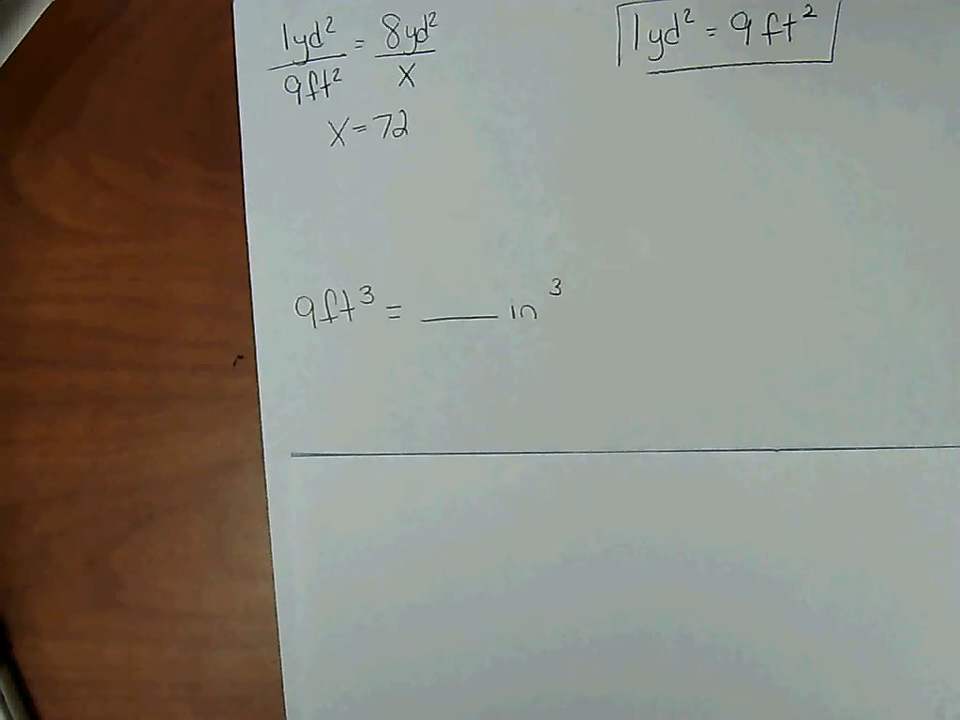 1yd² / 9ft² = 8yd² / X
1yd² = 9ft²
X = 72
9ft³ = ____ in³